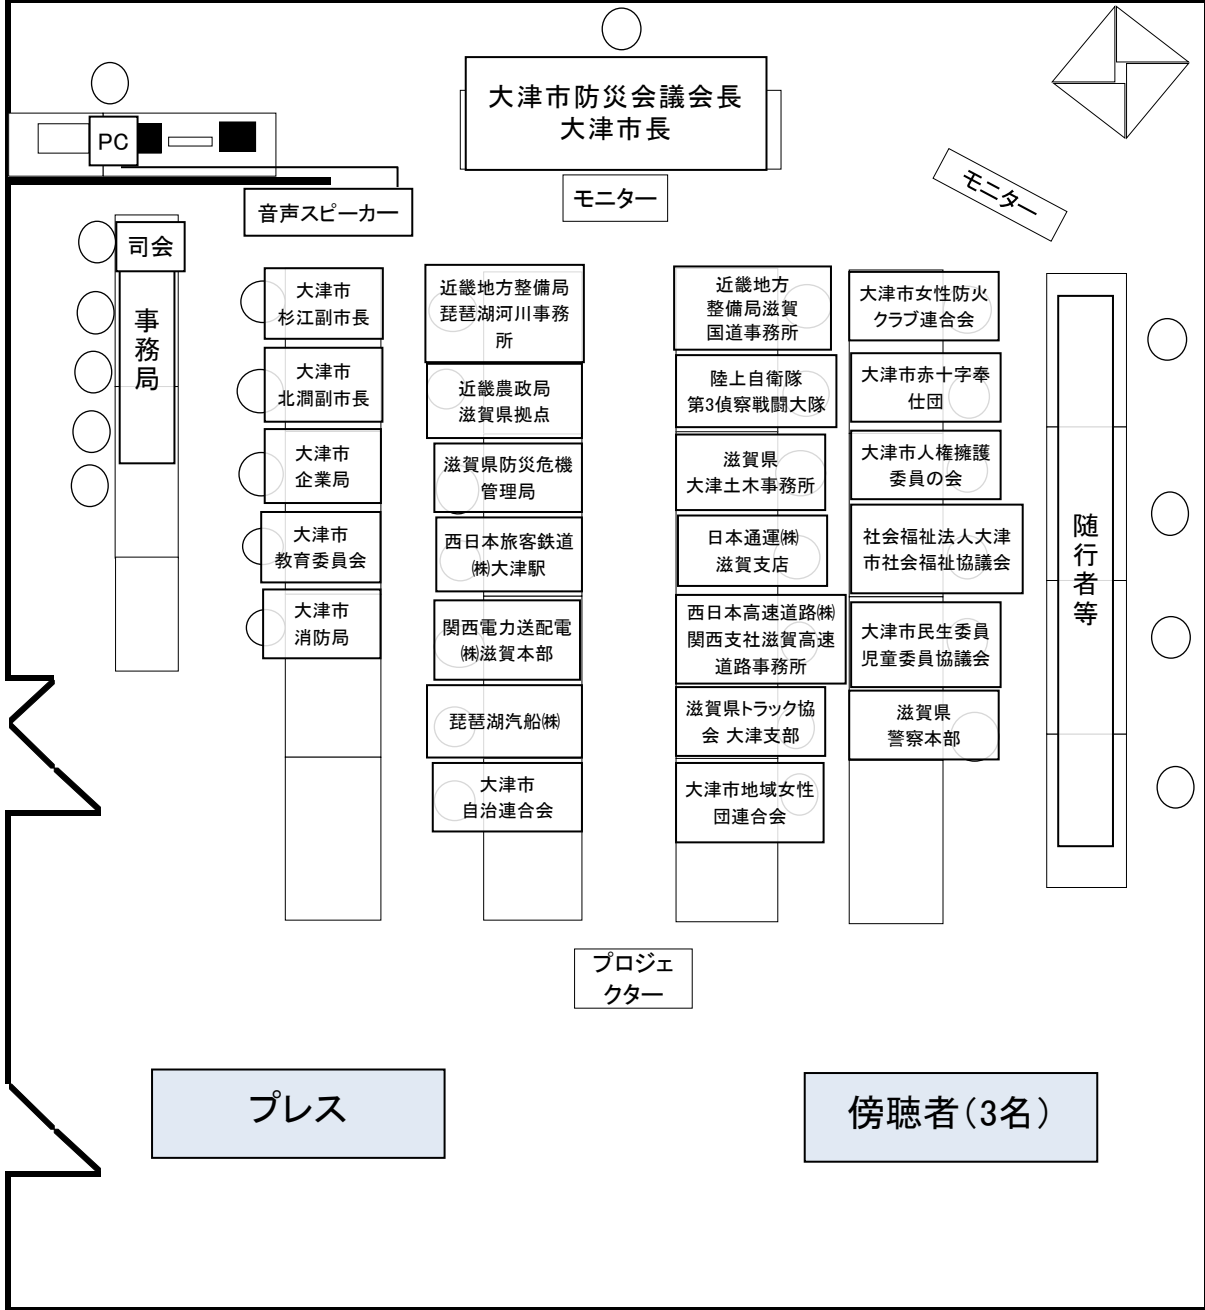 大津市防災会議会長
大津市長
PC
モニター
モニター
音声スピーカー
司会
事務局
大津市
杉江副市長
大津市
北澗副市長
大津市
企業局
大津市
教育委員会
大津市
消防局
近畿地方整備局
琵琶湖河川事務
所
近畿農政局
滋賀県拠点
滋賀県防災危機
管理局
西日本旅客鉄道
㈱大津駅
関西電力送配電
㈱滋賀本部
琵琶湖汽船㈱
大津市
自治連合会
近畿地方
整備局滋賀
国道事務所
陸上自衛隊
第3偵察戦闘大隊
滋賀県
大津土木事務所
日本通運㈱
滋賀支店
西日本高速道路㈱
関西支社滋賀高速
道路事務所
滋賀県トラック協
会 大津支部
大津市地域女性
団連合会
大津市女性防火
クラブ連合会
大津市赤十字奉
仕団
大津市人権擁護
委員の会
社会福祉法人大津
市社会福祉協議会
大津市民生委員
児童委員協議会
滋賀県
警察本部
随行者等
プロジェ
クター
プレス
傍聴者(3名)